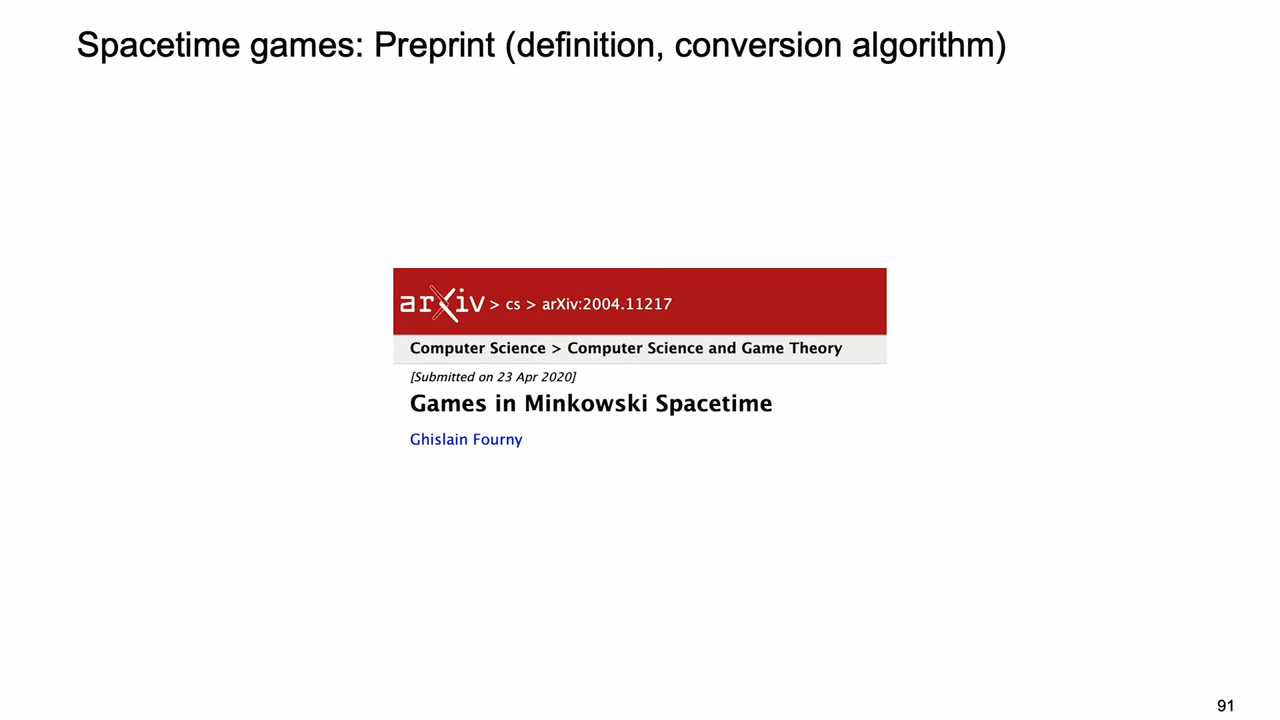 Spacetime games: Preprint (definition, conversion algorithm)
arXiv > cs > arXiv:2004.11217
Computer Science > Computer Science and Game Theory
[Submitted on 23 Apr 2020]
Games in Minkowski Spacetime
Ghislain Fourny
91